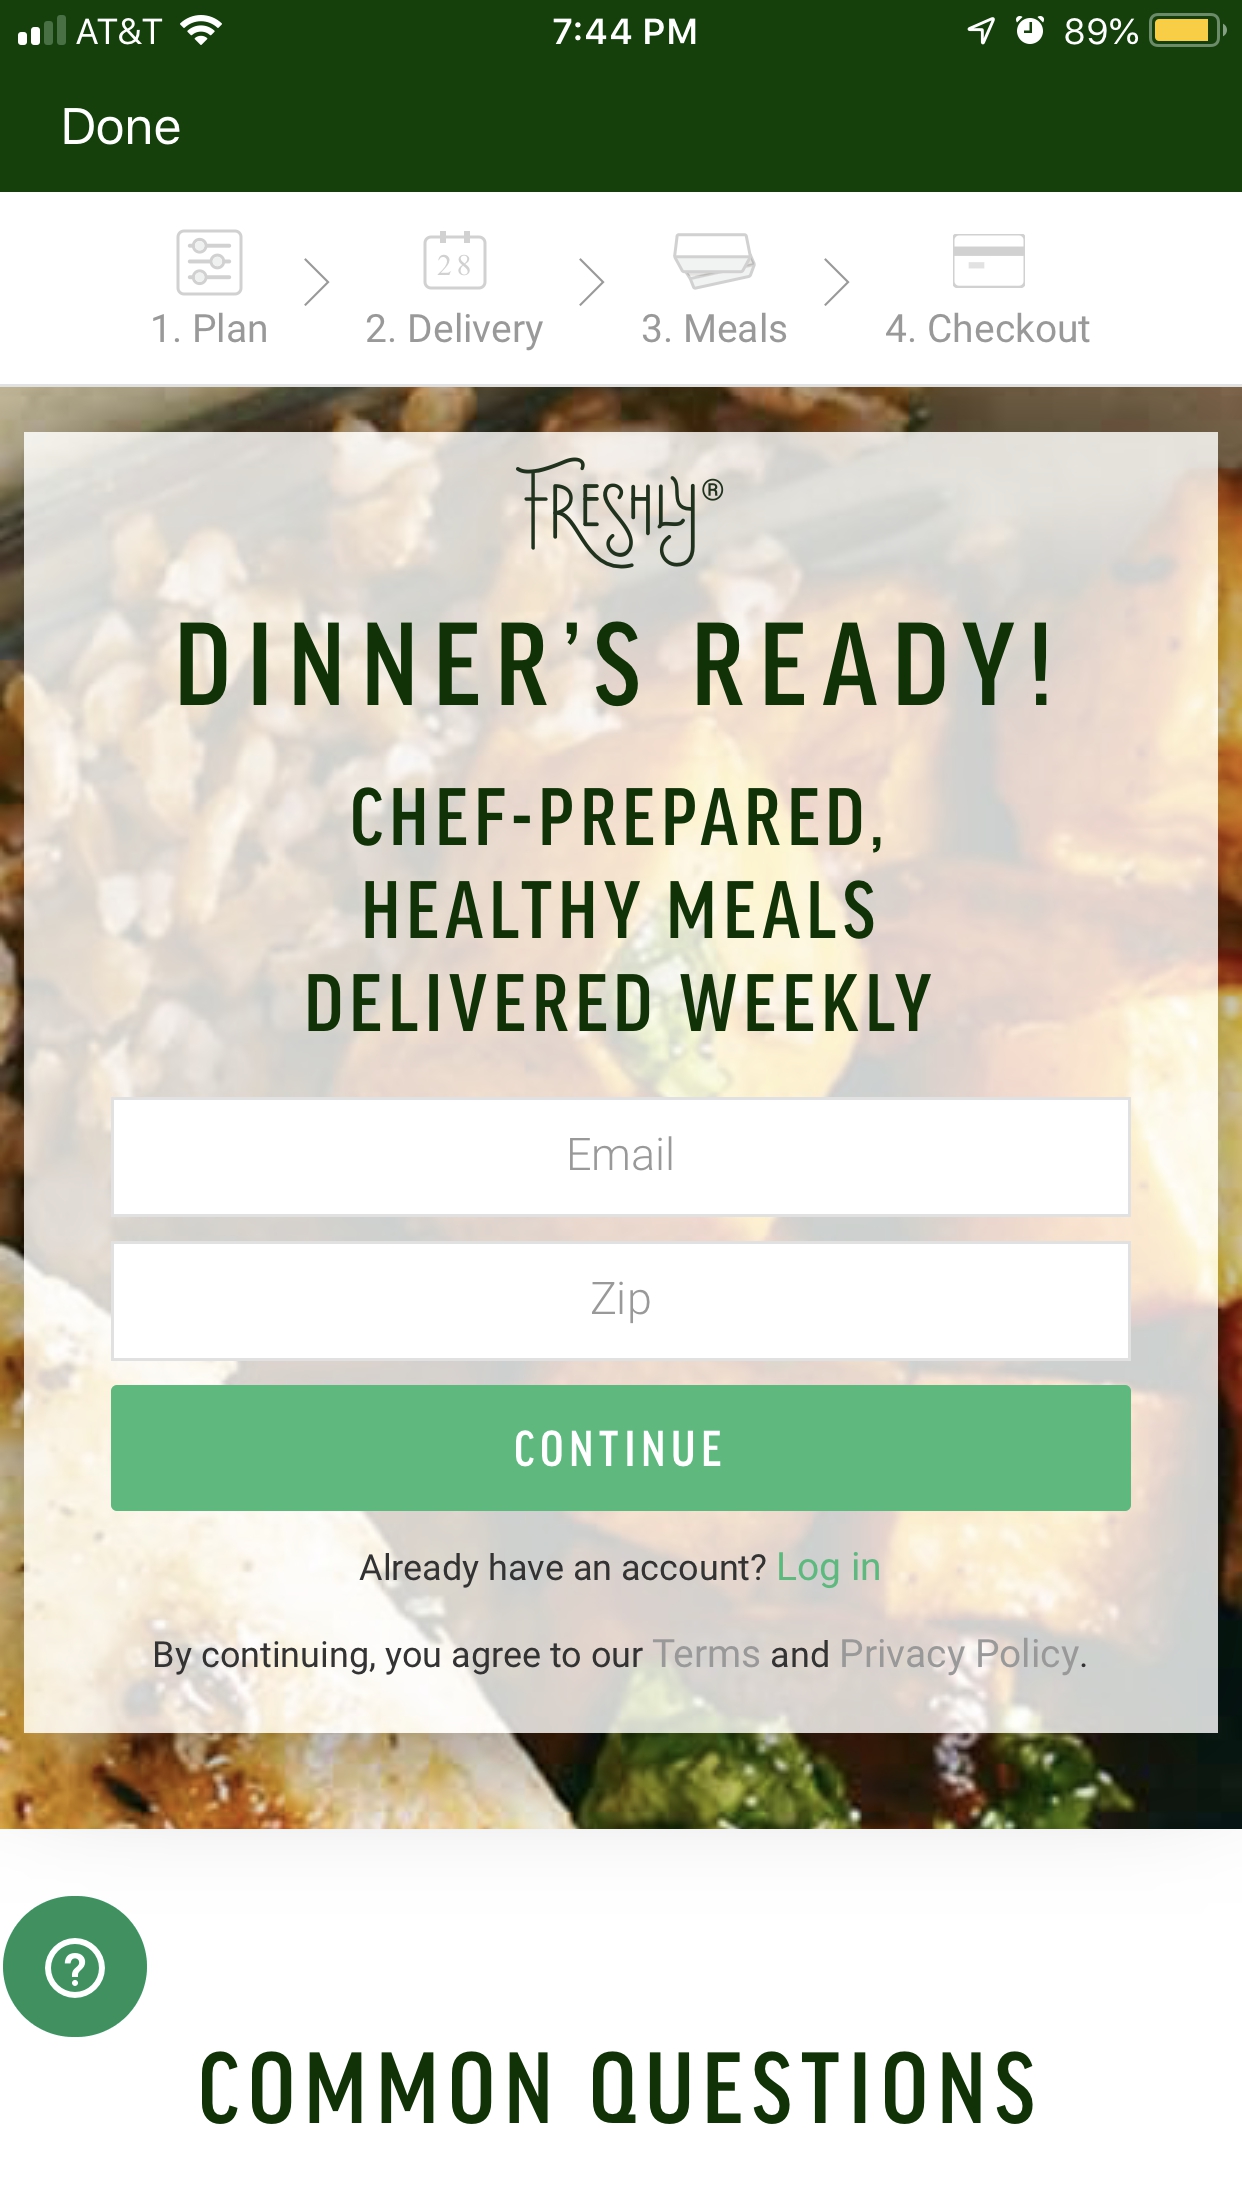 AT&T 7:44 PM 89%
Done
28
1. Plan 2. Delivery 3. Meals 4. Checkout
FRESHLY®
DINNER’S READY!
CHEF-PREPARED,
HEALTHY MEALS
DELIVERED WEEKLY
Email
Zip
CONTINUE
Already have an account? Log in
By continuing, you agree to our Terms and Privacy Policy.
?
COMMON QUESTIONS